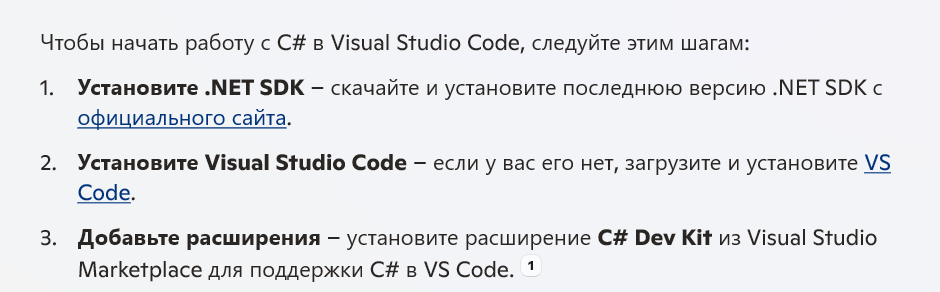 Чтобы начать работу с C# в Visual Studio Code, следуйте этим шагам:
1. Установите .NET SDK – скачайте и установите последнюю версию .NET SDK с
официального сайта.
2. Установите Visual Studio Code – если у вас его нет, загрузите и установите VS
Code.
3. Добавьте расширения – установите расширение C# Dev Kit из Visual Studio
Marketplace для поддержки C# в VS Code. 1